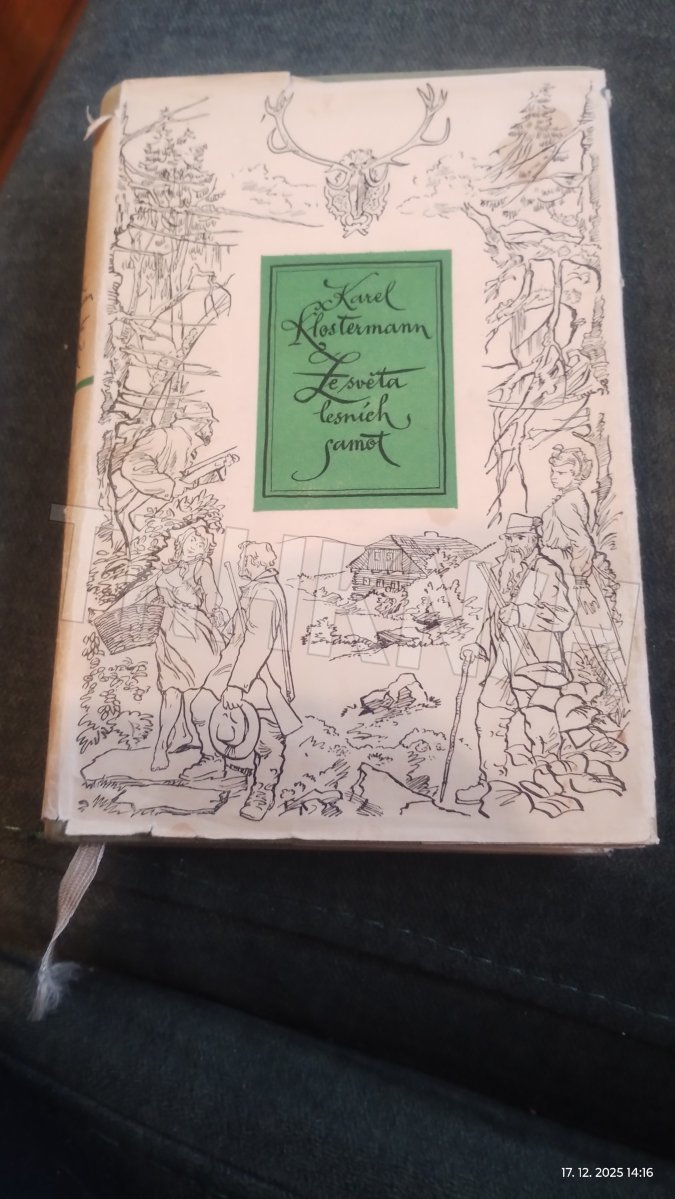 Karel
Klostermann
Ze světa
lesních
samot
17. 12. 2025 14:16